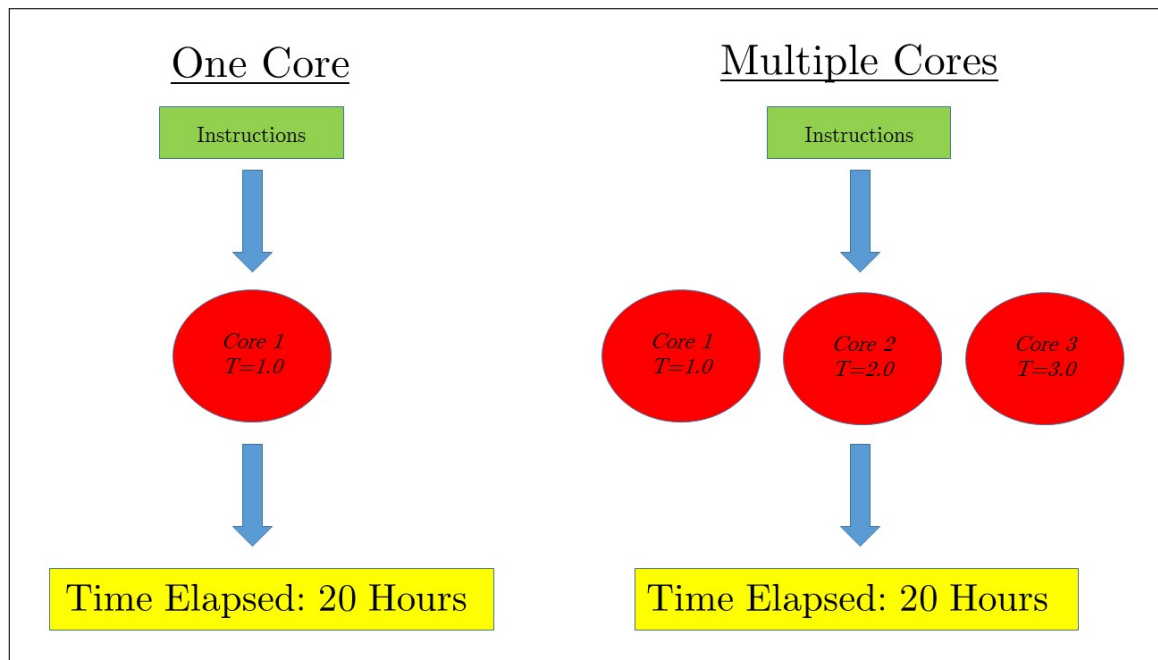 One Core
Instructions
Core 1
T=1.0
Time Elapsed: 20 Hours
Multiple Cores
Instructions
Core 1
T=1.0
Core 2
T=2.0
Core 3
T=3.0
Time Elapsed: 20 Hours